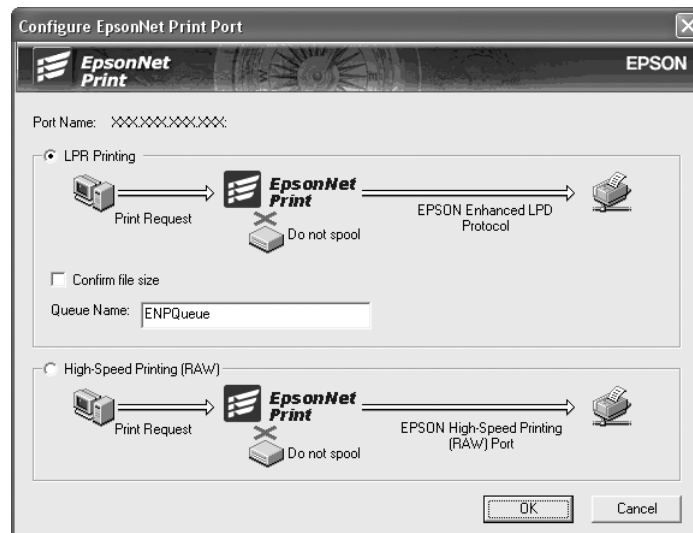 Configure EpsonNet Print Port
EpsonNet
Print
EPSON
Port Name: XXX.XXX.XXX.XXX:
LPR Printing
EpsonNet
Print
Print Request
EPSON Enhanced LPD
Protocol
Do not spool
Confirm file size
Queue Name: ENPQueue
High-Speed Printing (RAW)
EpsonNet
Print
Print Request
EPSON High-Speed Printing
(RAW) Port
Do not spool
OK Cancel